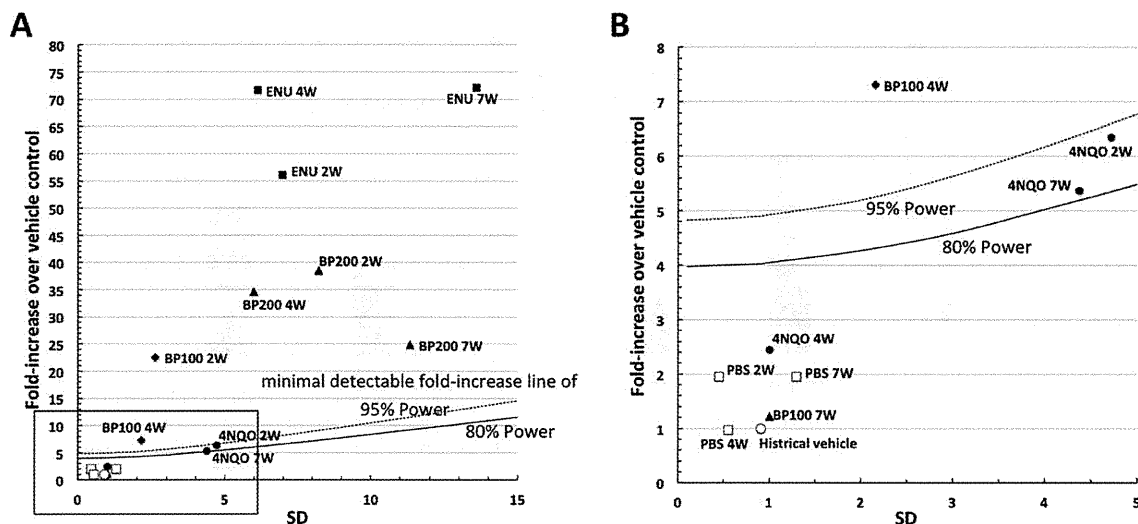 A
Fold-increase over vehicle control
80
75
70
65
60
55
50
45
40
35
30
25
20
15
10
5
0
ENU 4W
ENU 7W
ENU 2W
BP200 2W
BP200 4W
BP200 7W
BP100 2W
minimal detectable fold-increase line of
95% Power
80% Power
BP100 4W
4NQO 2W
4NQO 7W
0 5 10 15
SD
B
Fold-increase over vehicle control
8
7
6
5
4
3
2
1
0
BP100 4W
4NQO 2W
4NQO 7W
95% Power
80% Power
4NQO 4W
PBS 2W
PBS 7W
BP100 7W
PBS 4W
Histrical vehicle
0 1 2 3 4 5
SD